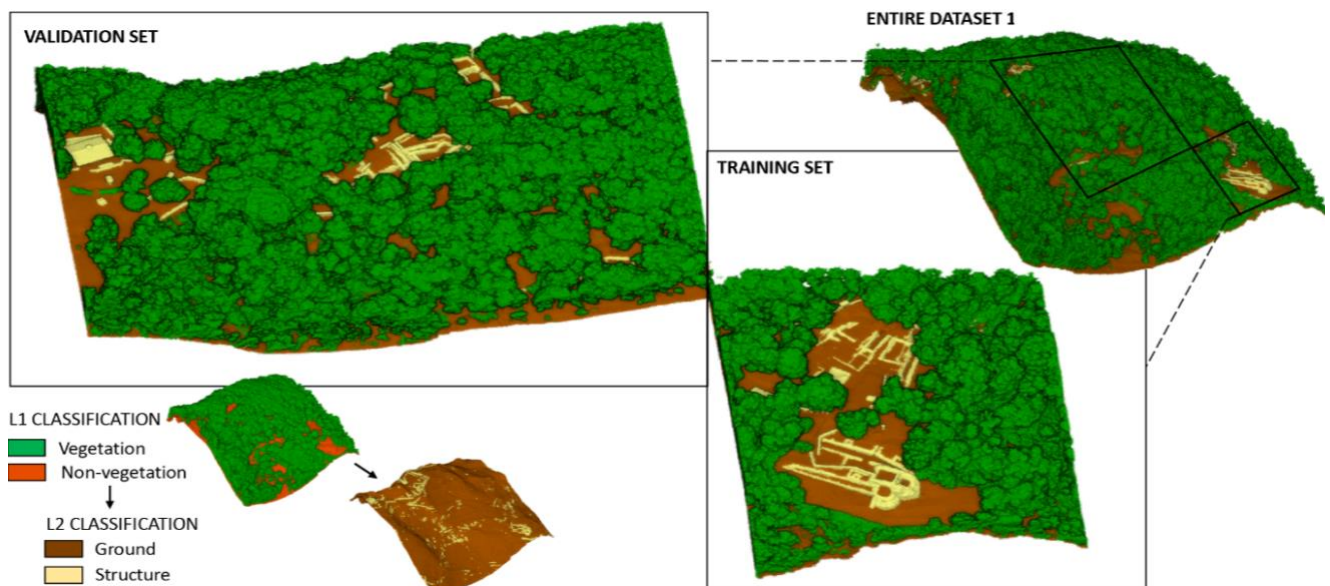 VALIDATION SET
ENTIRE DATASET 1
TRAINING SET
L1 CLASSIFICATION
Vegetation
Non-vegetation
L2 CLASSIFICATION
Ground
Structure